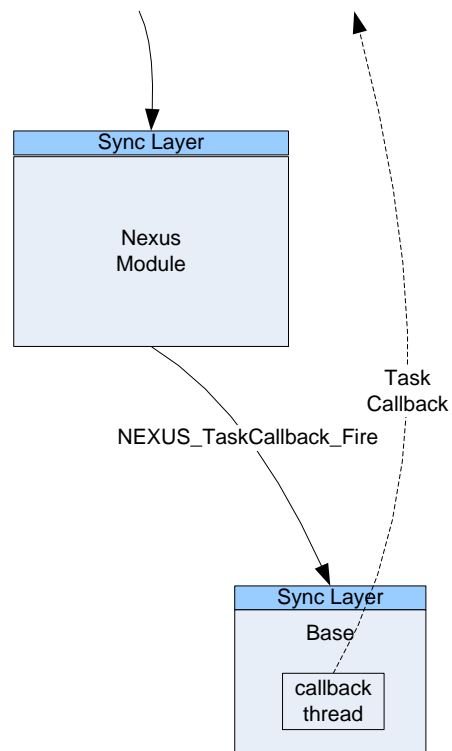 Sync Layer
Nexus
Module
Task
Callback
NEXUS_TaskCallback_Fire
Sync Layer
Base
callback
thread